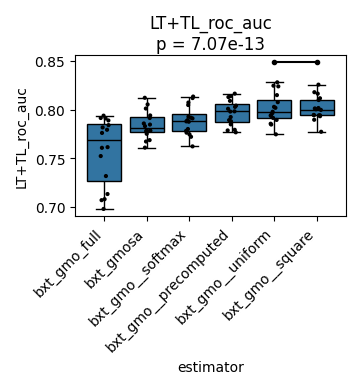 LT+TL_roc_auc
p = 7.07e-13
LT+TL_roc_auc
0.85
0.80
0.75
0.70
bxt_gmo_full
bxt_gmosa
bxt_gmo__softmax
bxt_gmo__precomputed
bxt_gmo__uniform
bxt_gmo__square
estimator